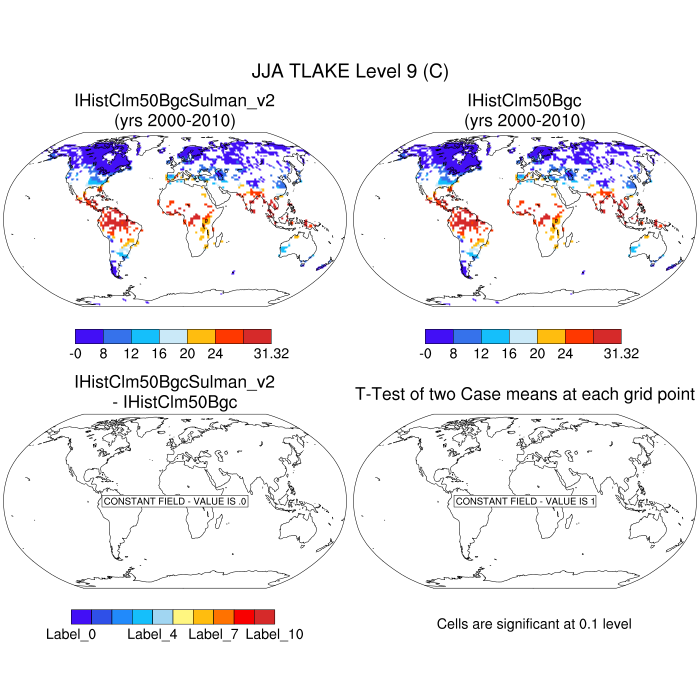 JJA TLAKE Level 9 (C)
IHistClm50BgcSulman_v2
(yrs 2000-2010)
IHistClm50Bgc
(yrs 2000-2010)
-0 8 12 16 20 24 31.32
-0 8 12 16 20 24 31.32
IHistClm50BgcSulman_v2
- IHistClm50Bgc
T-Test of two Case means at each grid point
CONSTANT FIELD - VALUE IS .0
CONSTANT FIELD - VALUE IS 1
Label_0 Label_4 Label_7 Label_10
Cells are significant at 0.1 level